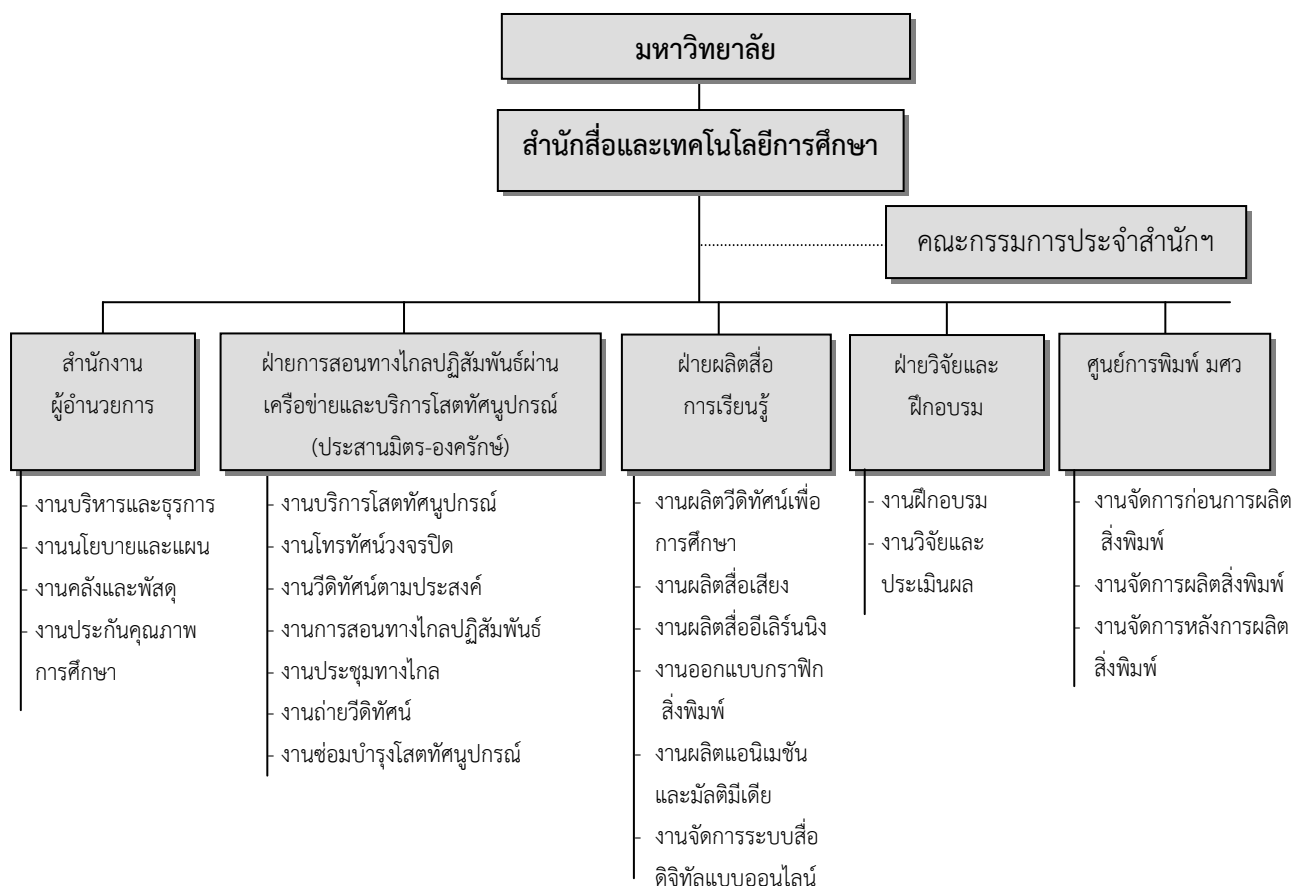 มหาวิทยาลัย
สำนักสื่อและเทคโนโลยีการศึกษา
คณะกรรมการประจำสำนักฯ
สำนักงาน
ผู้อำนวยการ
- งานบริหารและธุรการ
- งานนโยบายและแผน
- งานคลังและพัสดุ
- งานประกันคุณภาพ
การศึกษา
ฝ่ายการสอนทางไกลปฏิสัมพันธ์ผ่าน
เครือข่ายและบริการโสตทัศนูปกรณ์
(ประสานมิตร-องครักษ์)
- งานบริการโสตทัศนูปกรณ์
- งานโทรทัศน์วงจรปิด
- งานวีดิทัศน์ตามประสงค์
- งานการสอนทางไกลปฏิสัมพันธ์
- งานประชุมทางไกล
- งานถ่ายวีดิทัศน์
- งานซ่อมบำรุงโสตทัศนูปกรณ์
ฝ่ายผลิตสื่อ
การเรียนรู้
- งานผลิตวีดิทัศน์เพื่อ
การศึกษา
- งานผลิตสื่อเสียง
- งานผลิตสื่ออีเลิร์นนิง
- งานออกแบบกราฟิก
สิ่งพิมพ์
- งานผลิตแอนิเมชัน
และมัลติมีเดีย
- งานจัดการระบบสื่อ
ดิจิทัลแบบออนไลน์
ฝ่ายวิจัยและ
ฝึกอบรม
- งานฝึกอบรม
- งานวิจัยและ
ประเมินผล
ศูนย์การพิมพ์ มศว
- งานจัดการก่อนการผลิต
สิ่งพิมพ์
- งานจัดการผลิตสิ่งพิมพ์
- งานจัดการหลังการผลิต
สิ่งพิมพ์